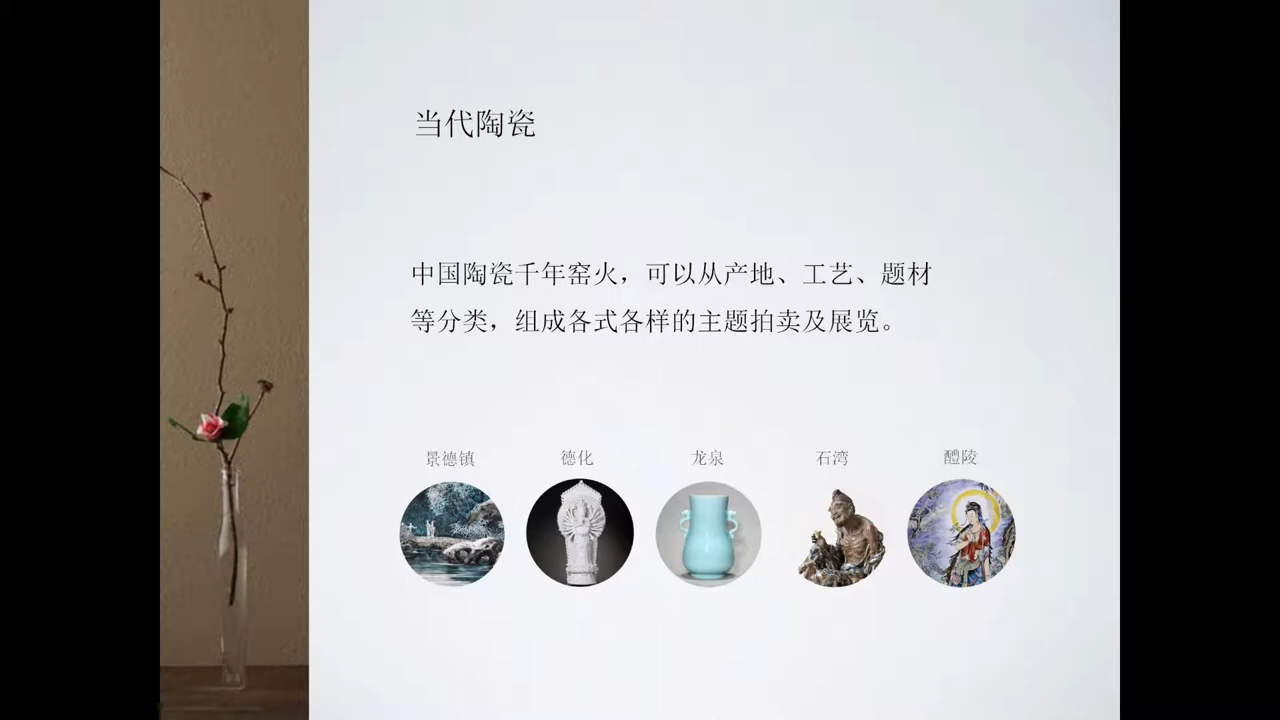 当代陶瓷
中国陶瓷千年窑火，可以从产地、工艺、题材
等分类，组成各式各样的主题拍卖及展览。
景德镇 德化 龙泉 石湾 醴陵